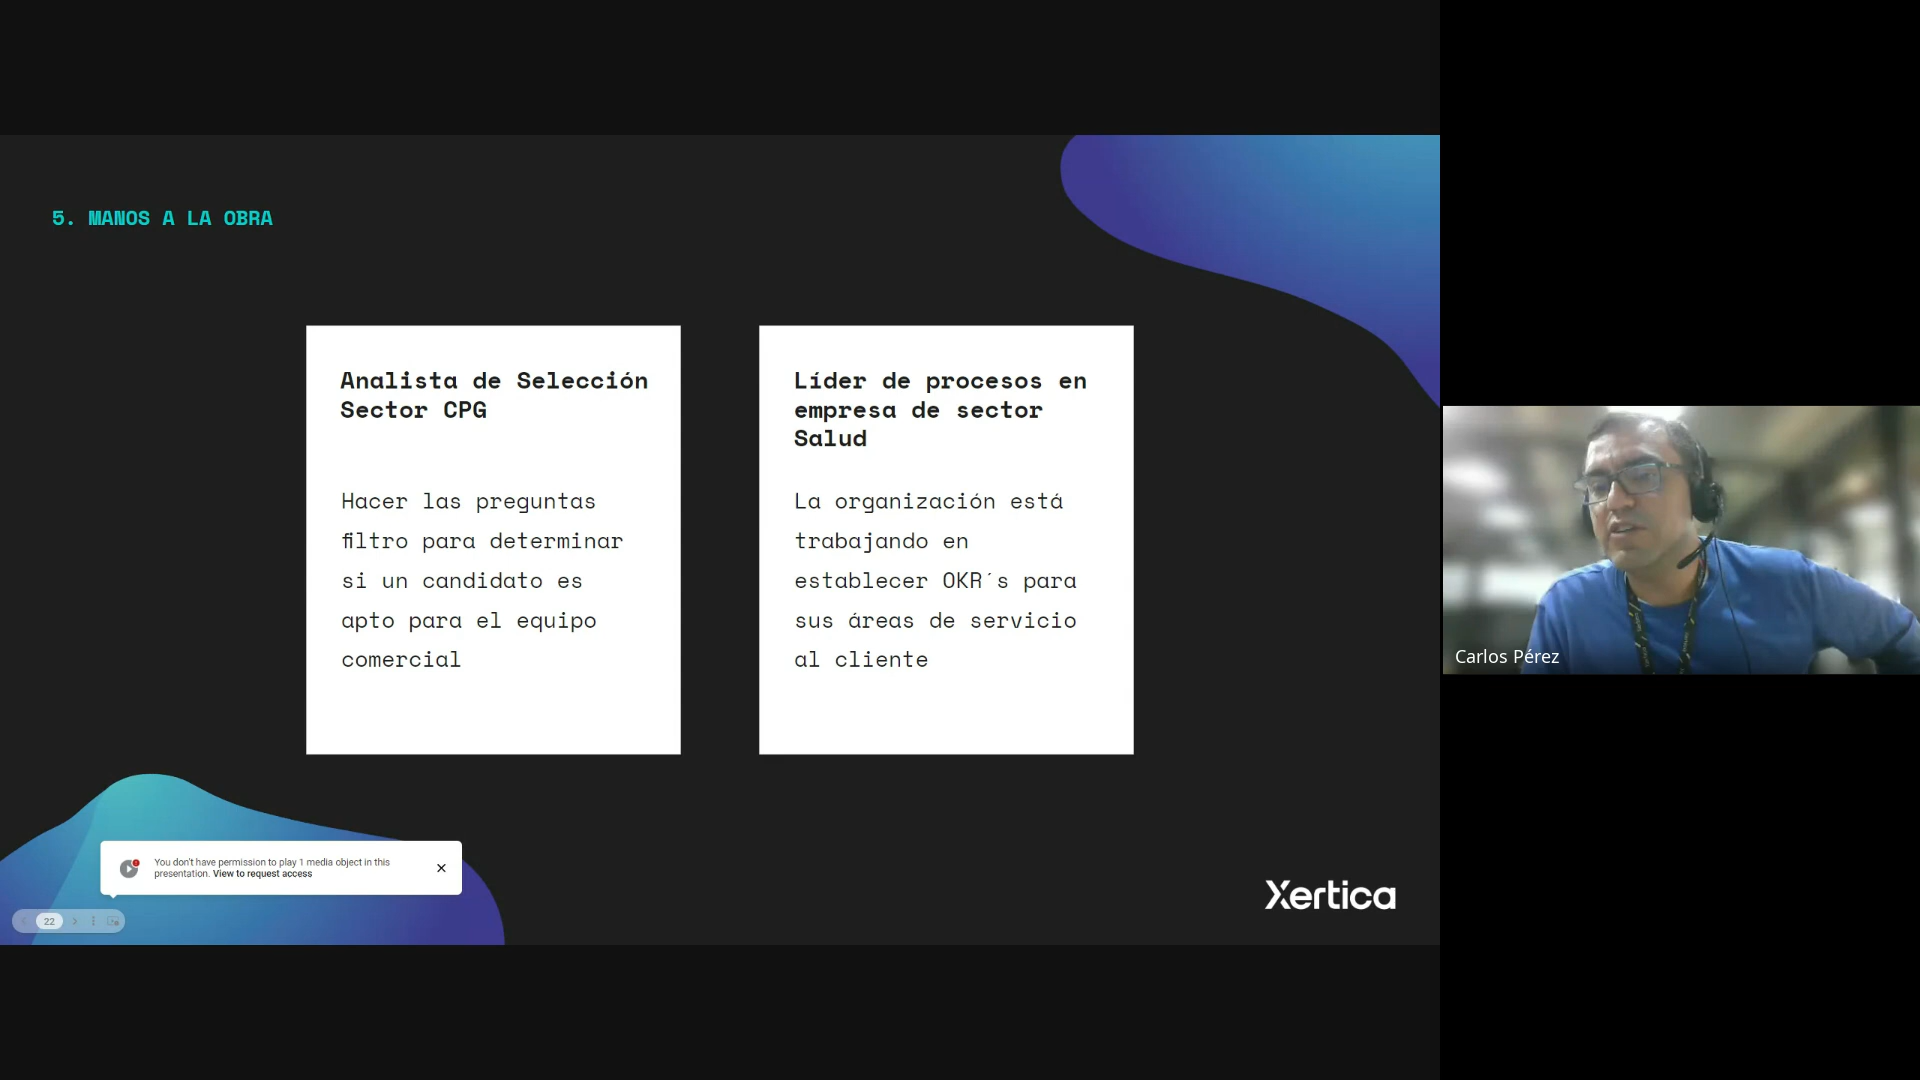 5. MANOS A LA OBRA
Analista de Selección
Sector CPG
Hacer las preguntas
filtro para determinar
si un candidato es
apto para el equipo
comercial
Líder de procesos en
empresa de sector
Salud
La organización está
trabajando en
establecer OKR´s para
sus áreas de servicio
al cliente
Carlos Pérez
You don't have permission to play 1 media object in this
presentation. View to request access
22
Xertica